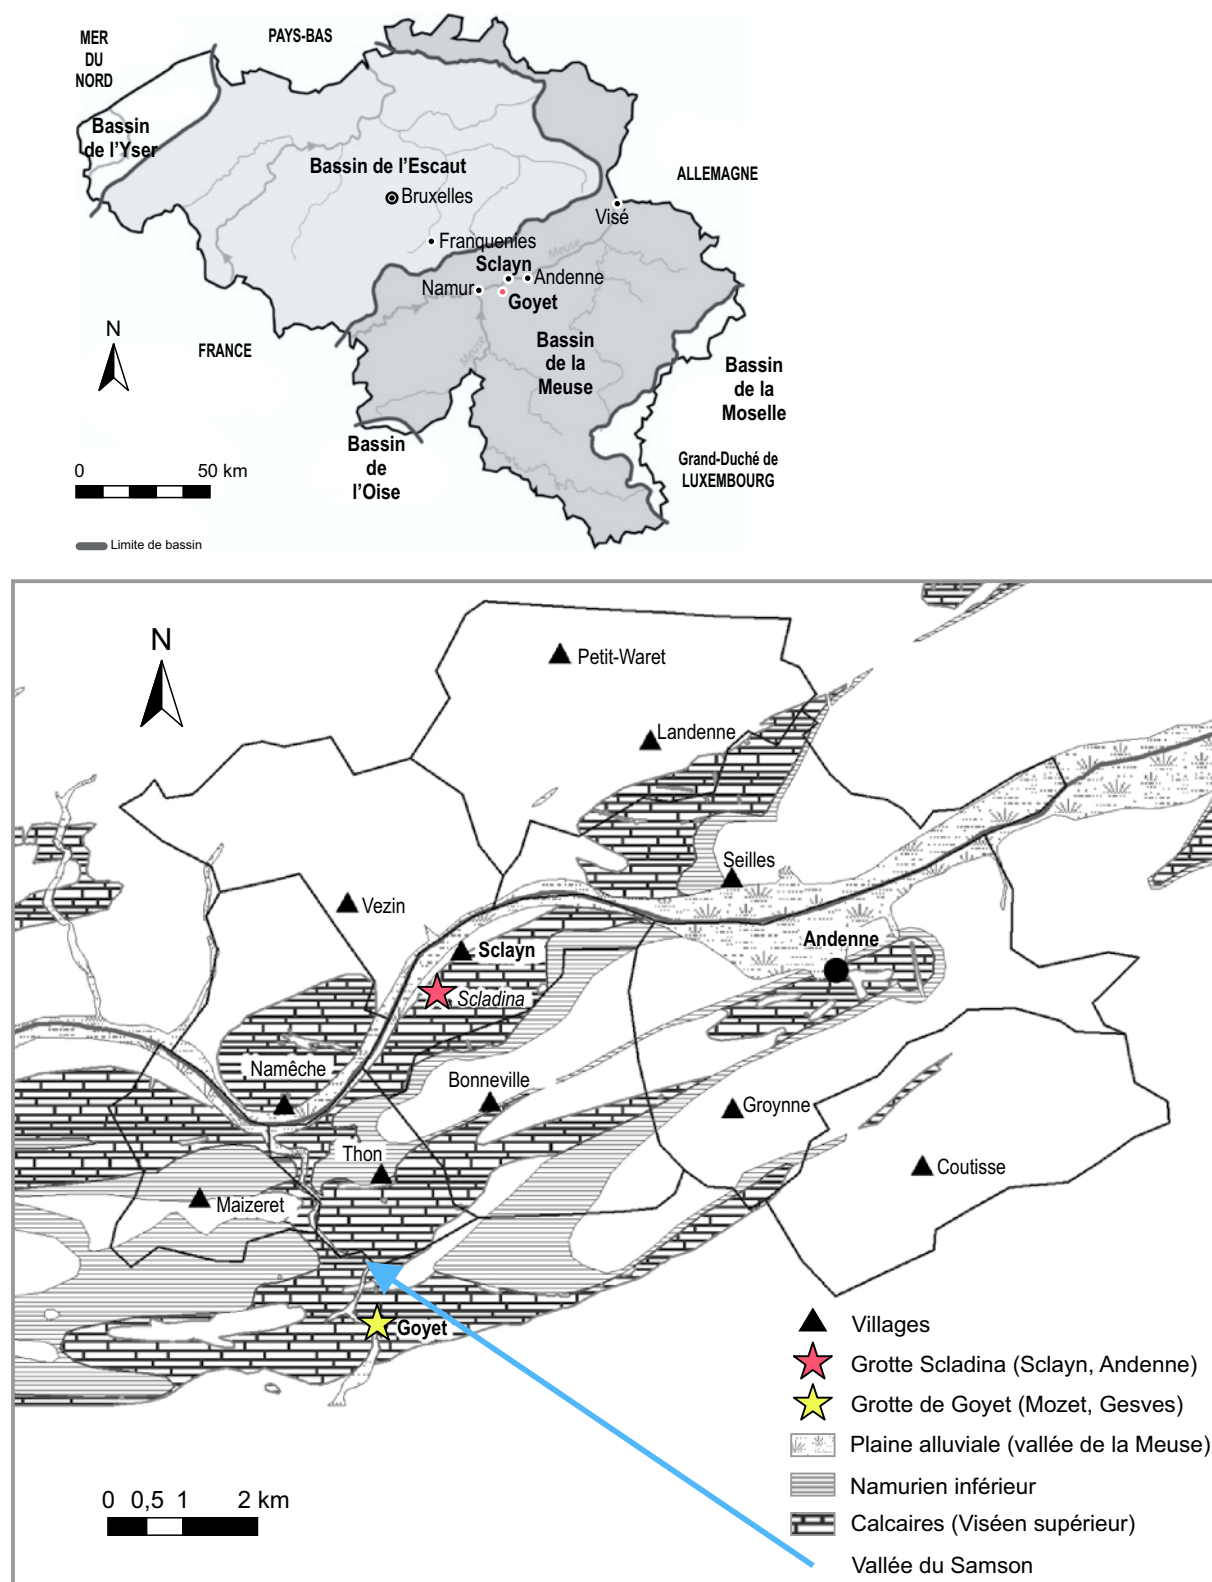 MER
DU
NORD
PAYS-BAS
Bassin
de l'Yser
Bassin de l'Escaut
Bruxelles
ALLEMAGNE
Visé
Franquenies
Meuse
Sclayn
Andenne
Namur
Goyet
N
FRANCE
Meuse
Bassin
de la
Meuse
Bassin
de la
Moselle
Bassin
de
l'Oise
Grand-Duché de
LUXEMBOURG
0 50 km
Limite de bassin
N
Petit-Waret
Landenne
Seilles
Vezin
Sclayn
Andenne
Scladina
Namêche
Bonneville
Groynne
Thon
Coutisse
Maizeret
Goyet
Villages
Grotte Scladina (Sclayn, Andenne)
Grotte de Goyet (Mozet, Gesves)
Plaine alluviale (vallée de la Meuse)
Namurien inférieur
Calcaires (Viséen supérieur)
Vallée du Samson
0 0,5 1 2 km